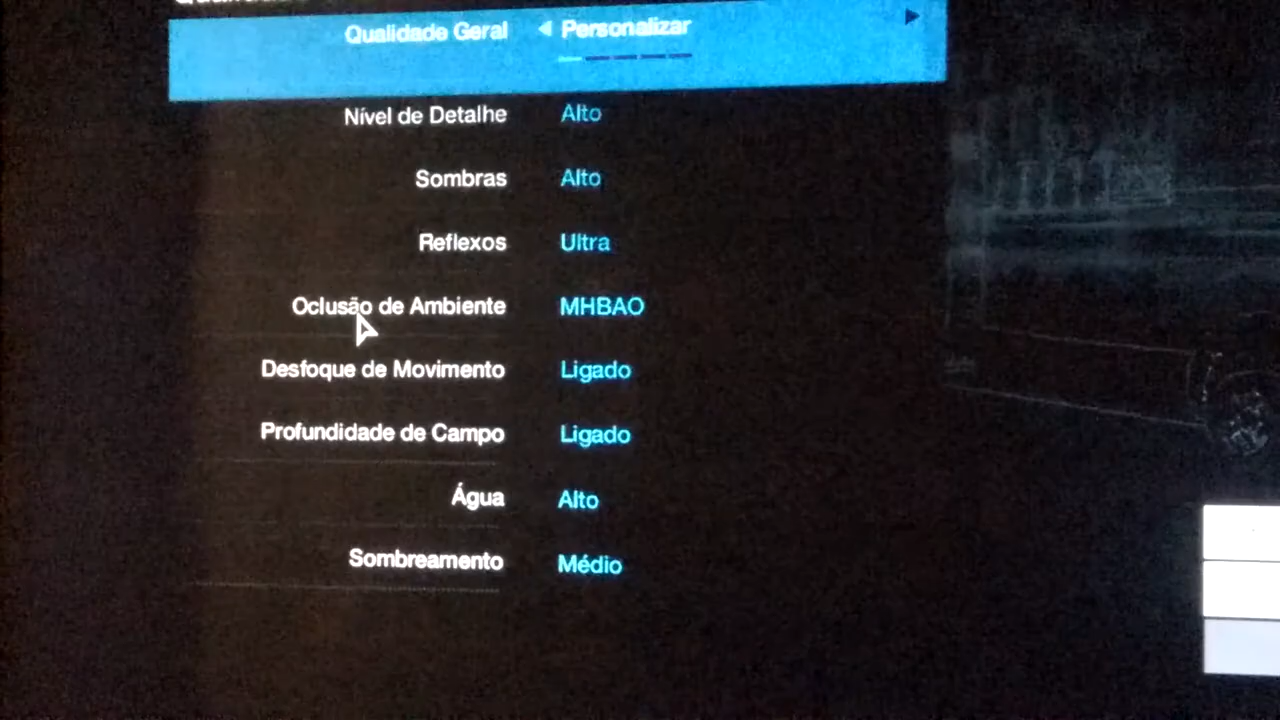 Qualidade Geral Personalizar
Nível de Detalhe Alto
Sombras Alto
Reflexos Ultra
Oclusão de Ambiente MHBAO
Desfoque de Movimento Ligado
Profundidade de Campo Ligado
Água Alto
Sombreamento Médio